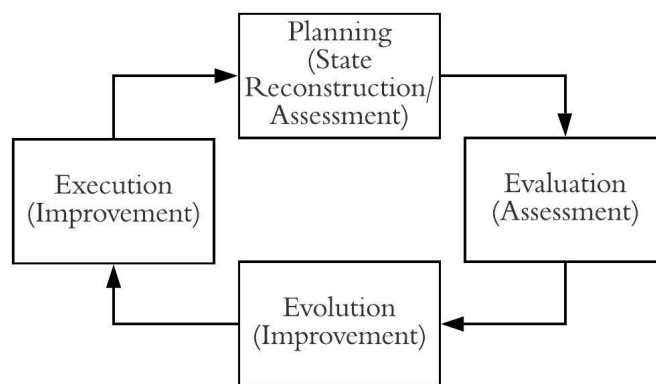 Planning
(State
Reconstruction/
Assessment)
Execution
(Improvement)
Evaluation
(Assessment)
Evolution
(Improvement)